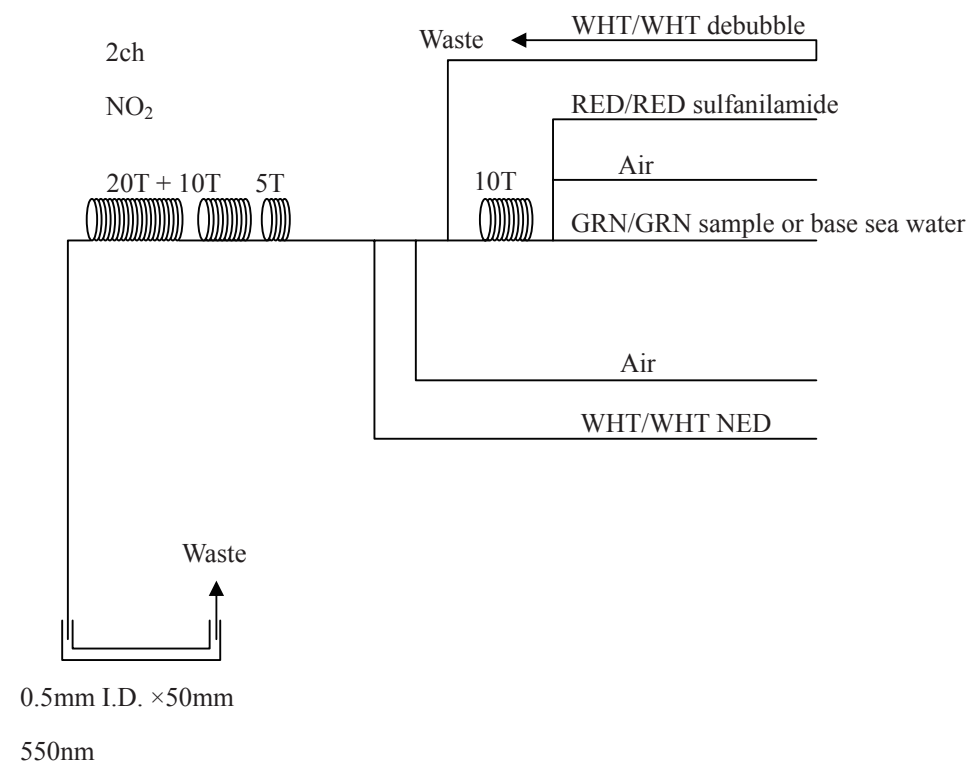 2ch
NO₂
Waste
WHT/WHT debubble
RED/RED sulfanilamide
Air
20T + 10T
5T
10T
GRN/GRN sample or base sea water
Air
WHT/WHT NED
Waste
0.5mm I.D. ×50mm
550nm